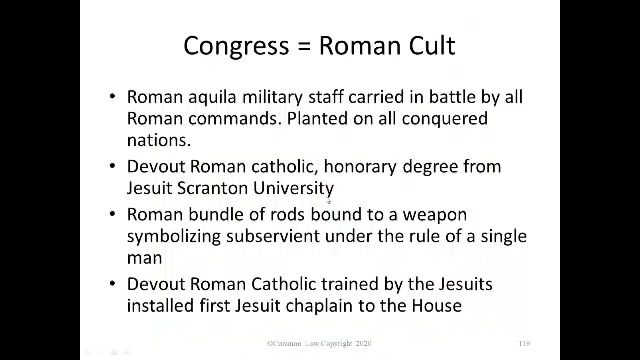 Congress = Roman Cult
• Roman aquila military staff carried in battle by all
Roman commands. Planted on all conquered
nations.
• Devout Roman catholic, honorary degree from
Jesuit Scranton University
• Roman bundle of rods bound to a weapon
symbolizing subservient under the rule of a single
man
• Devout Roman Catholic trained by the Jesuits
installed first Jesuit chaplain to the House
©Common Law Copyright 2020
119